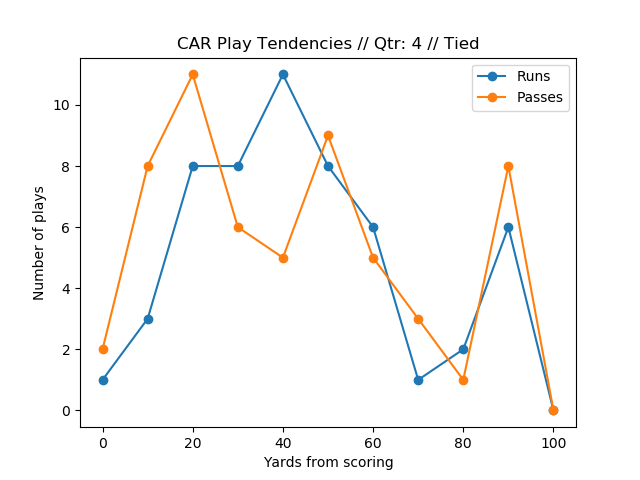 CAR Play Tendencies // Qtr: 4 // Tied
Runs
Passes
Number of plays
10
8
6
4
2
0
0 20 40 60 80 100
Yards from scoring